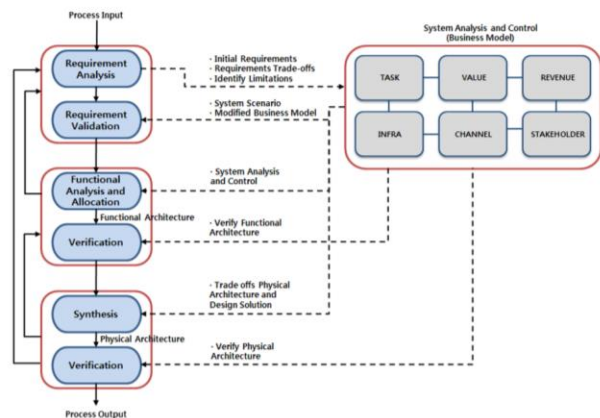 Process Input
System Analysis and Control
(Business Model)
Requirement
Analysis
· Initial Requirements
· Requirements Trade-offs
· Identify Limitations
TASK
VALUE
REVENUE
Requirement
Validation
· System Scenario
· Modified Business Model
INFRA
CHANNEL
STAKEHOLDER
Functional
Analysis and
Allocation
· System Analysis
and Control
Functional Architecture
Verification
· Verify Functional
Architecture
Synthesis
· Trade offs Physical
Architecture and
Design Solution
Physical Architecture
Verification
· Verify Physical
Architecture
Process Output